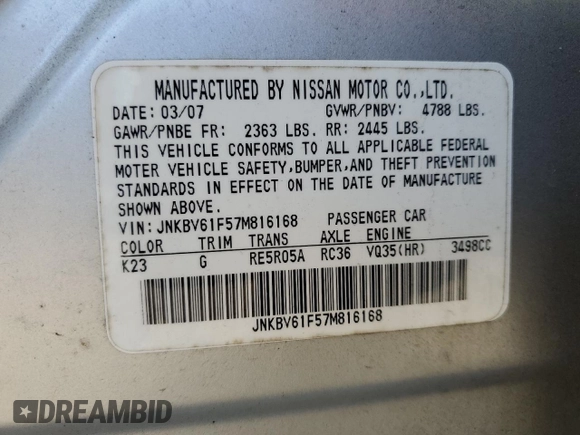 MANUFACTURED BY NISSAN MOTOR CO.,LTD.
DATE: 03/07 GVWR/PNBV: 4788 LBS.
GAWR/PNBE FR: 2363 LBS. RR: 2445 LBS.
THIS VEHICLE CONFORMS TO ALL APPLICABLE FEDERAL
MOTOR VEHICLE SAFETY,BUMPER,AND THEFT PREVENTION
STANDARDS IN EFFECT ON THE DATE OF MANUFACTURE
SHOWN ABOVE.
VIN: JNKBV61F57M816168 PASSENGER CAR
COLOR TRIM TRANS AXLE ENGINE
K23 G RE5R05A RC36 VQ35(HR) 3498CC
JNKBV61F57M816168
DREAMBID